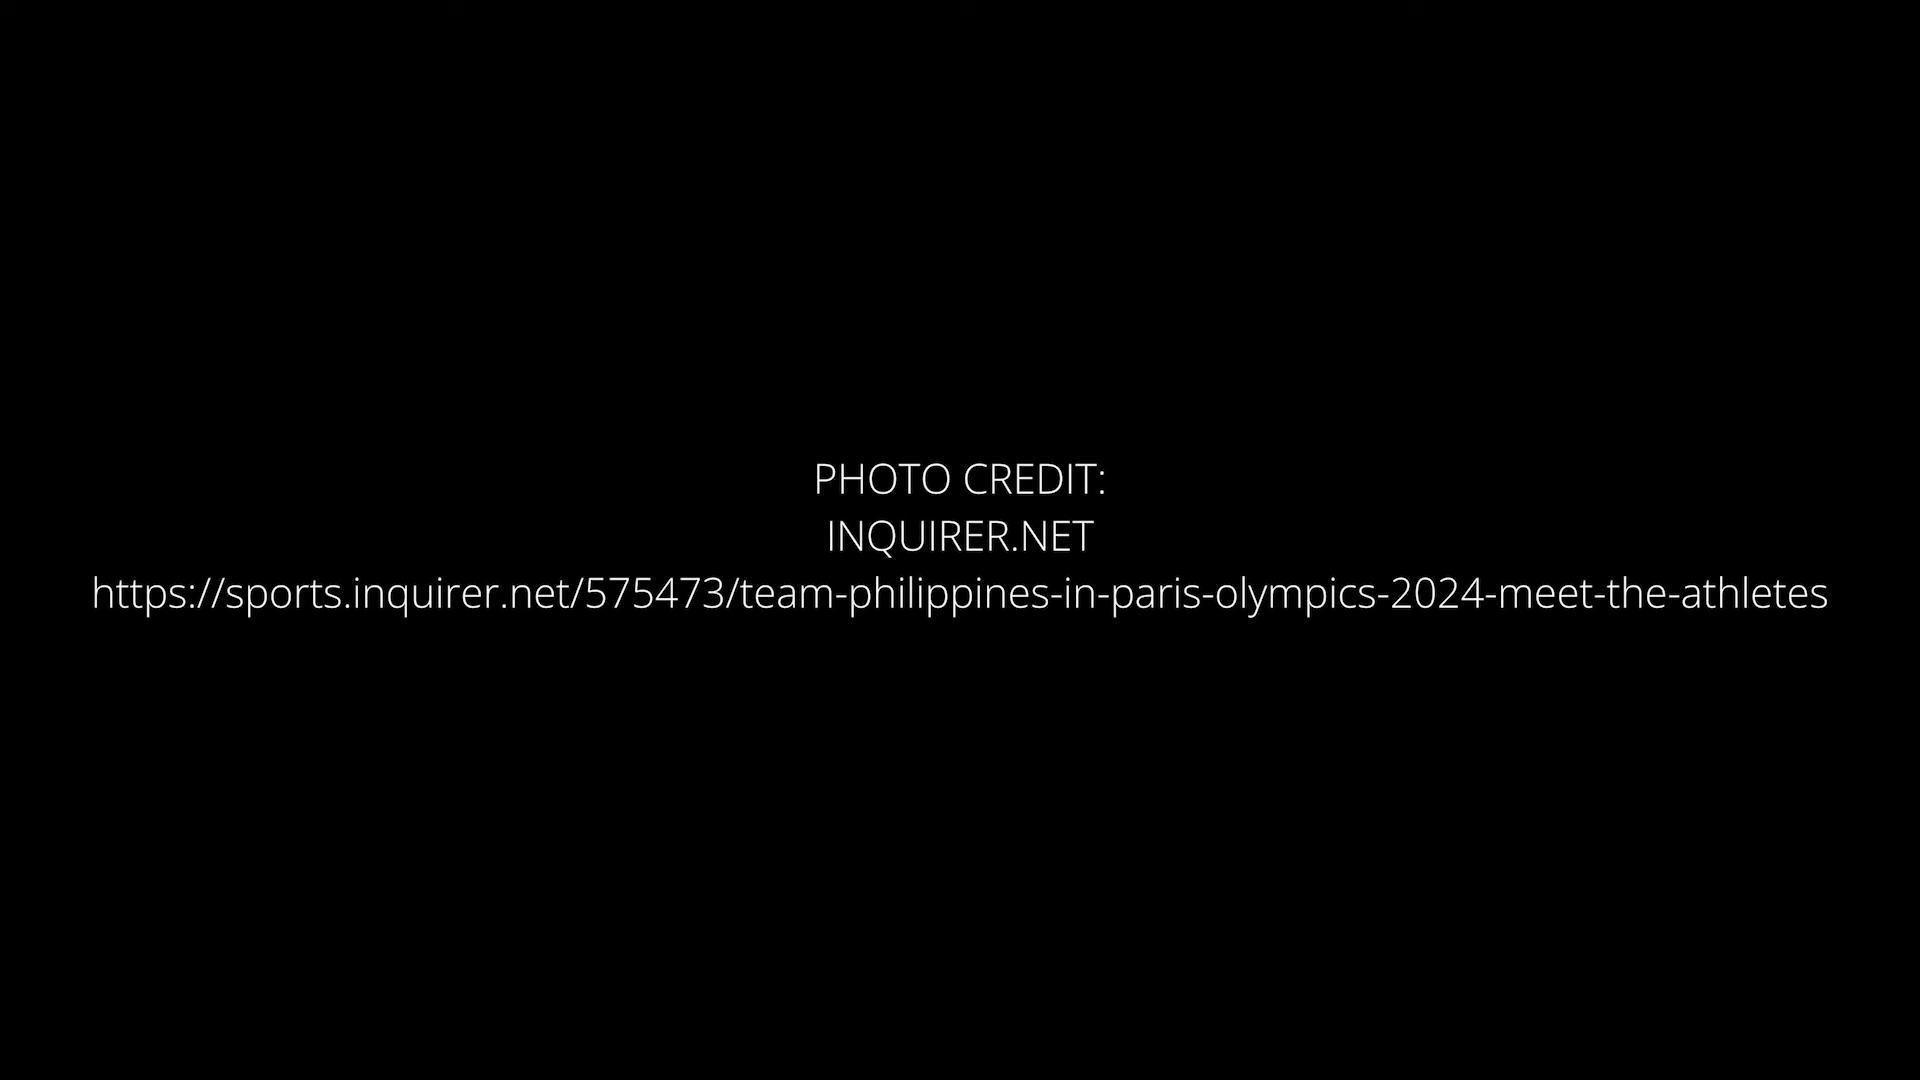 PHOTO CREDIT:
INQUIRER.NET
https://sports.inquirer.net/575473/team-philippines-in-paris-olympics-2024-meet-the-athletes